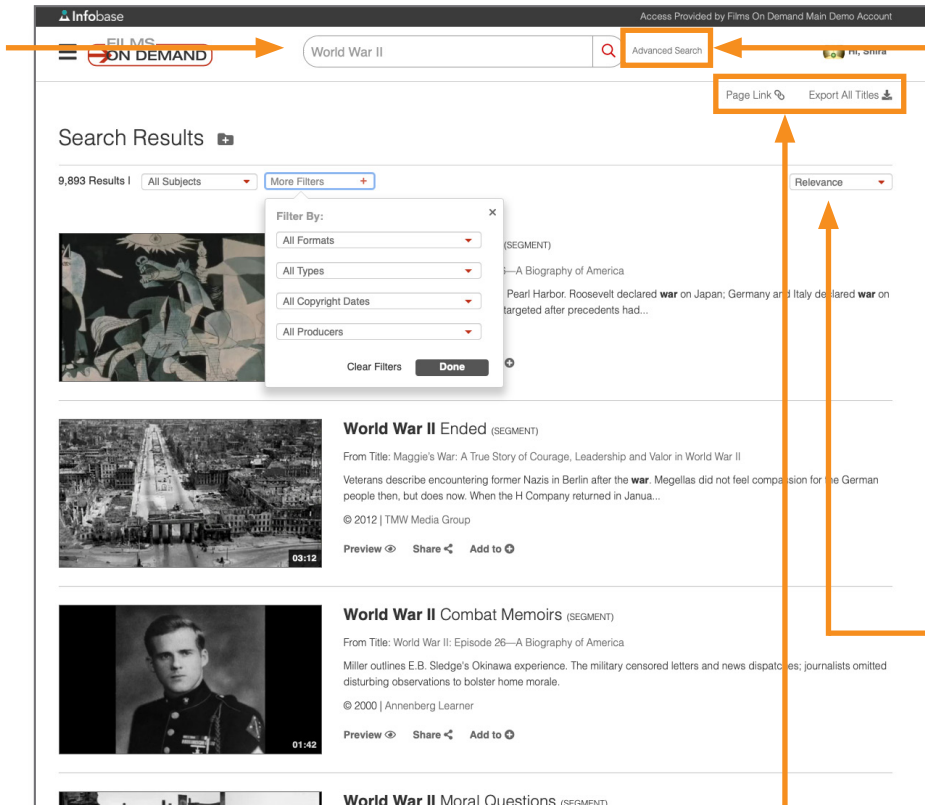 Infobase
Access Provided by Films On Demand Main Demo Account
FILMS
ON DEMAND
World War II
Advanced Search
Hi, Shira
Page Link
Export All Titles
Search Results
9,893 Results |
All Subjects
More Filters +
Relevance
Filter By: ×
All Formats
All Types
All Copyright Dates
All Producers
Clear Filters
Done
(SEGMENT)
—A Biography of America
Pearl Harbor. Roosevelt declared war on Japan; Germany and Italy declared war on
targeted after precedents had...
World War II Ended (SEGMENT)
From Title: Maggie's War: A True Story of Courage, Leadership and Valor in World War II
Veterans describe encountering former Nazis in Berlin after the war. Megellas did not feel compassion for the German
people then, but does now. When the H Company returned in Janua...
© 2012 | TMW Media Group
03:12
Preview Share Add to
World War II Combat Memoirs (SEGMENT)
From Title: World War II: Episode 26—A Biography of America
Miller outlines E.B. Sledge's Okinawa experience. The military censored letters and news dispatches; journalists omitted
disturbing observations to bolster home morale.
© 2000 | Annenberg Learner
Preview Share Add to
01:42
World War II Moral Questions (SEGMENT)